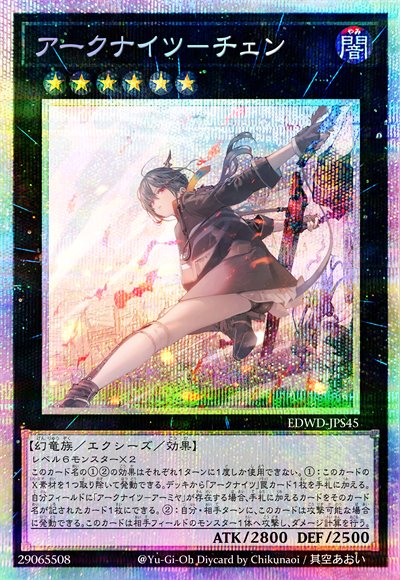 アークナイツーチェン
闇
EDWD-JPS45
【幻竜族／エクシーズ／効果】
レベル６モンスター×２
このカード名の①②の効果はそれぞれ1ターンに1度しか使用できない。①：このカードの
X素材を1つ取り除いて発動できる。デッキから「アークナイツ」罠カード1枚を手札に加える。
自分フィールドに「アークナイツーアーミヤ」が存在する場合、手札に加えるカードをそのカード
名が記されたカード1枚にできる。②：自分・相手ターンに、このカードは攻撃可能な場合
に発動できる。このカードは相手フィールドのモンスター1体へ攻撃し、ダメージ計算を行う。
ATK/2800 DEF/2500
29065508 @Yu-Gi-Oh Diycard by Chikunaoi / 其空あおい